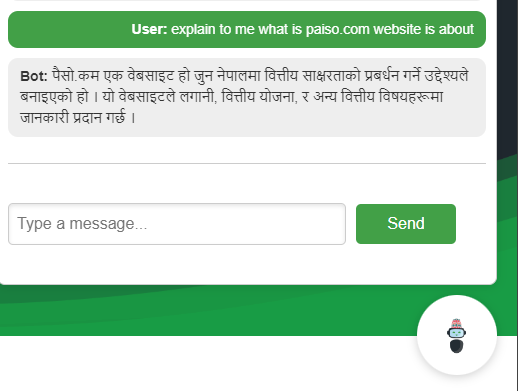 User: explain to me what is paiso.com website is about
Bot: पैसो.कम एक वेबसाइट हो जुन नेपालमा वित्तीय साक्षरताको प्रबर्धन गर्ने उद्देश्यले
बनाइएको हो । यो वेबसाइटले लगानी, वित्तीय योजना, र अन्य वित्तीय विषयहरूमा
जानकारी प्रदान गर्छ ।
Type a message...
Send